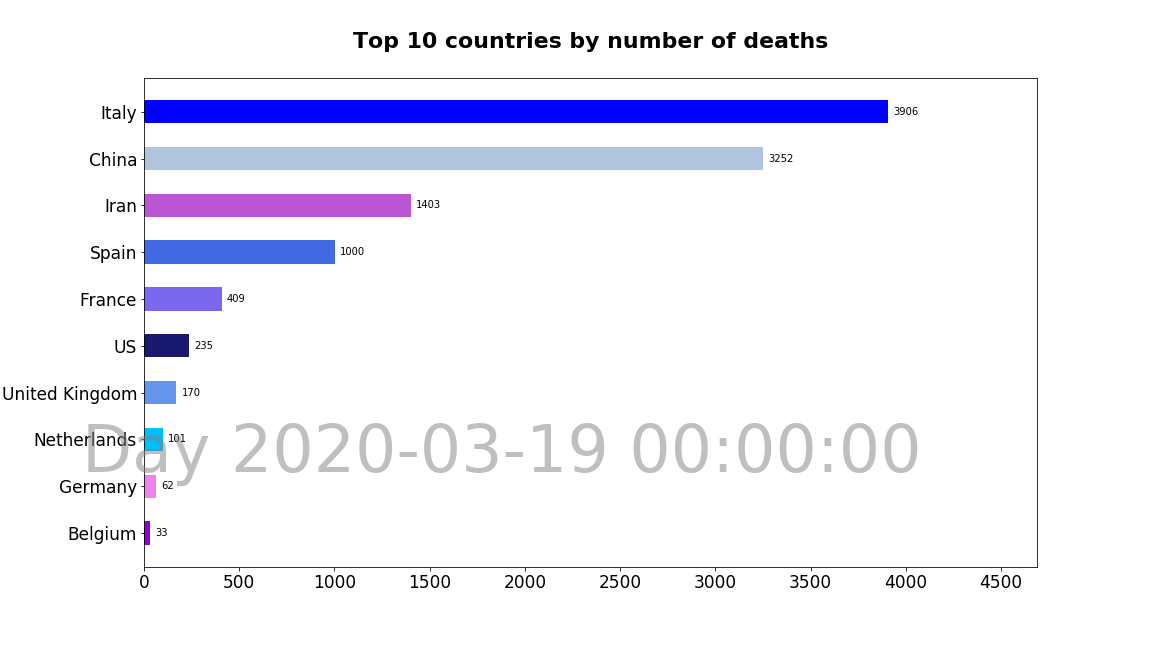 Top 10 countries by number of deaths
Italy 3906
China 3252
Iran 1403
Spain 1000
France 409
US 235
United Kingdom 170
Netherlands 101
Day 2020-03-19 00:00:00
Germany 62
Belgium 33
0 500 1000 1500 2000 2500 3000 3500 4000 4500